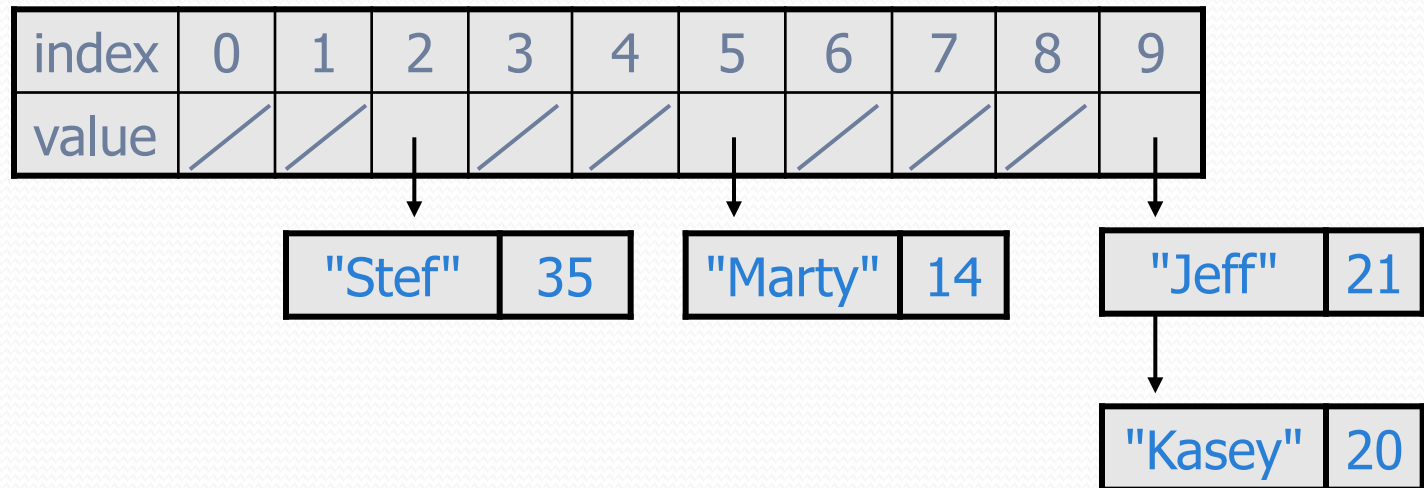 index 0 1 2 3 4 5 6 7 8 9
value
"Stef" 35 "Marty" 14 "Jeff" 21
"Kasey" 20